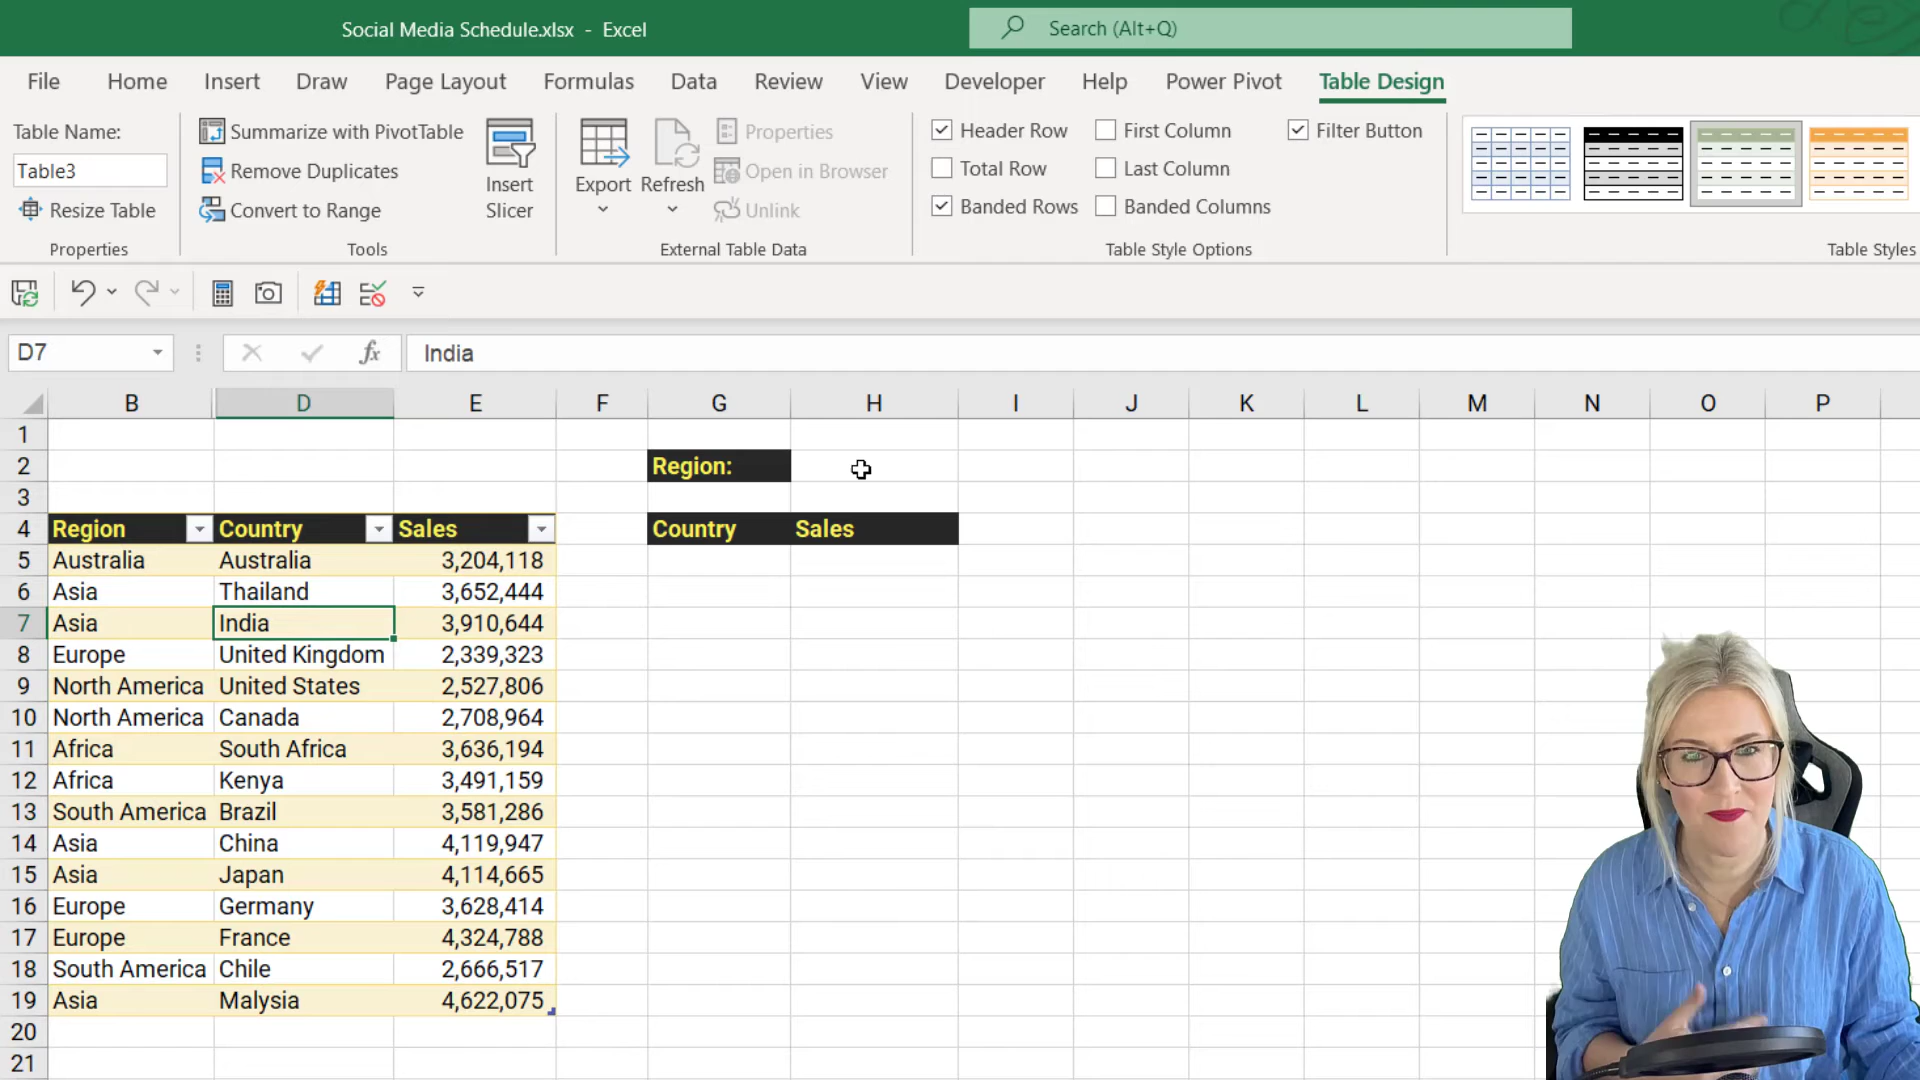 Social Media Schedule.xlsx - Excel
Search (Alt+Q)
File Home Insert Draw Page Layout Formulas Data Review View Developer Help Power Pivot Table Design
Table Name:
Table3
Resize Table
Properties
Summarize with PivotTable
Remove Duplicates
Convert to Range
Tools
Insert
Slicer
Export
Refresh
Properties
Open in Browser
Unlink
External Table Data
Header Row
Total Row
Banded Rows
First Column
Last Column
Banded Columns
Filter Button
Table Style Options
Table Styles
D7
fx
India
B D E F G H I J K L M N O P
1
2 Region:
3
4 Region Country Sales Country Sales
5 Australia Australia 3,204,118
6 Asia Thailand 3,652,444
7 Asia India 3,910,644
8 Europe United Kingdom 2,339,323
9 North America United States 2,527,806
10 North America Canada 2,708,964
11 Africa South Africa 3,636,194
12 Africa Kenya 3,491,159
13 South America Brazil 3,581,286
14 Asia China 4,119,947
15 Asia Japan 4,114,665
16 Europe Germany 3,628,414
17 Europe France 4,324,788
18 South America Chile 2,666,517
19 Asia Malysia 4,622,075
20
21